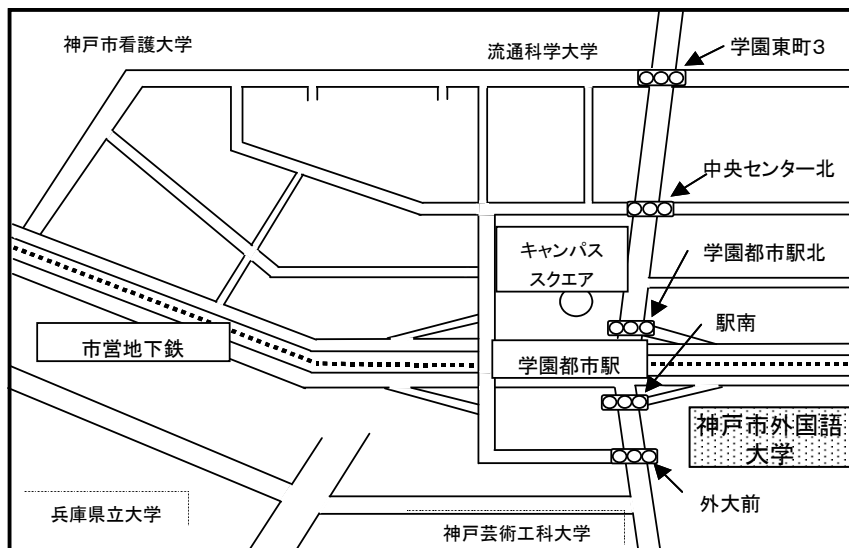 神戸市看護大学
流通科学大学
学園東町３
中央センター北
キャンパス
スクエア
学園都市駅北
駅南
市営地下鉄
学園都市駅
神戸市外国語
大学
外大前
兵庫県立大学
神戸芸術工科大学